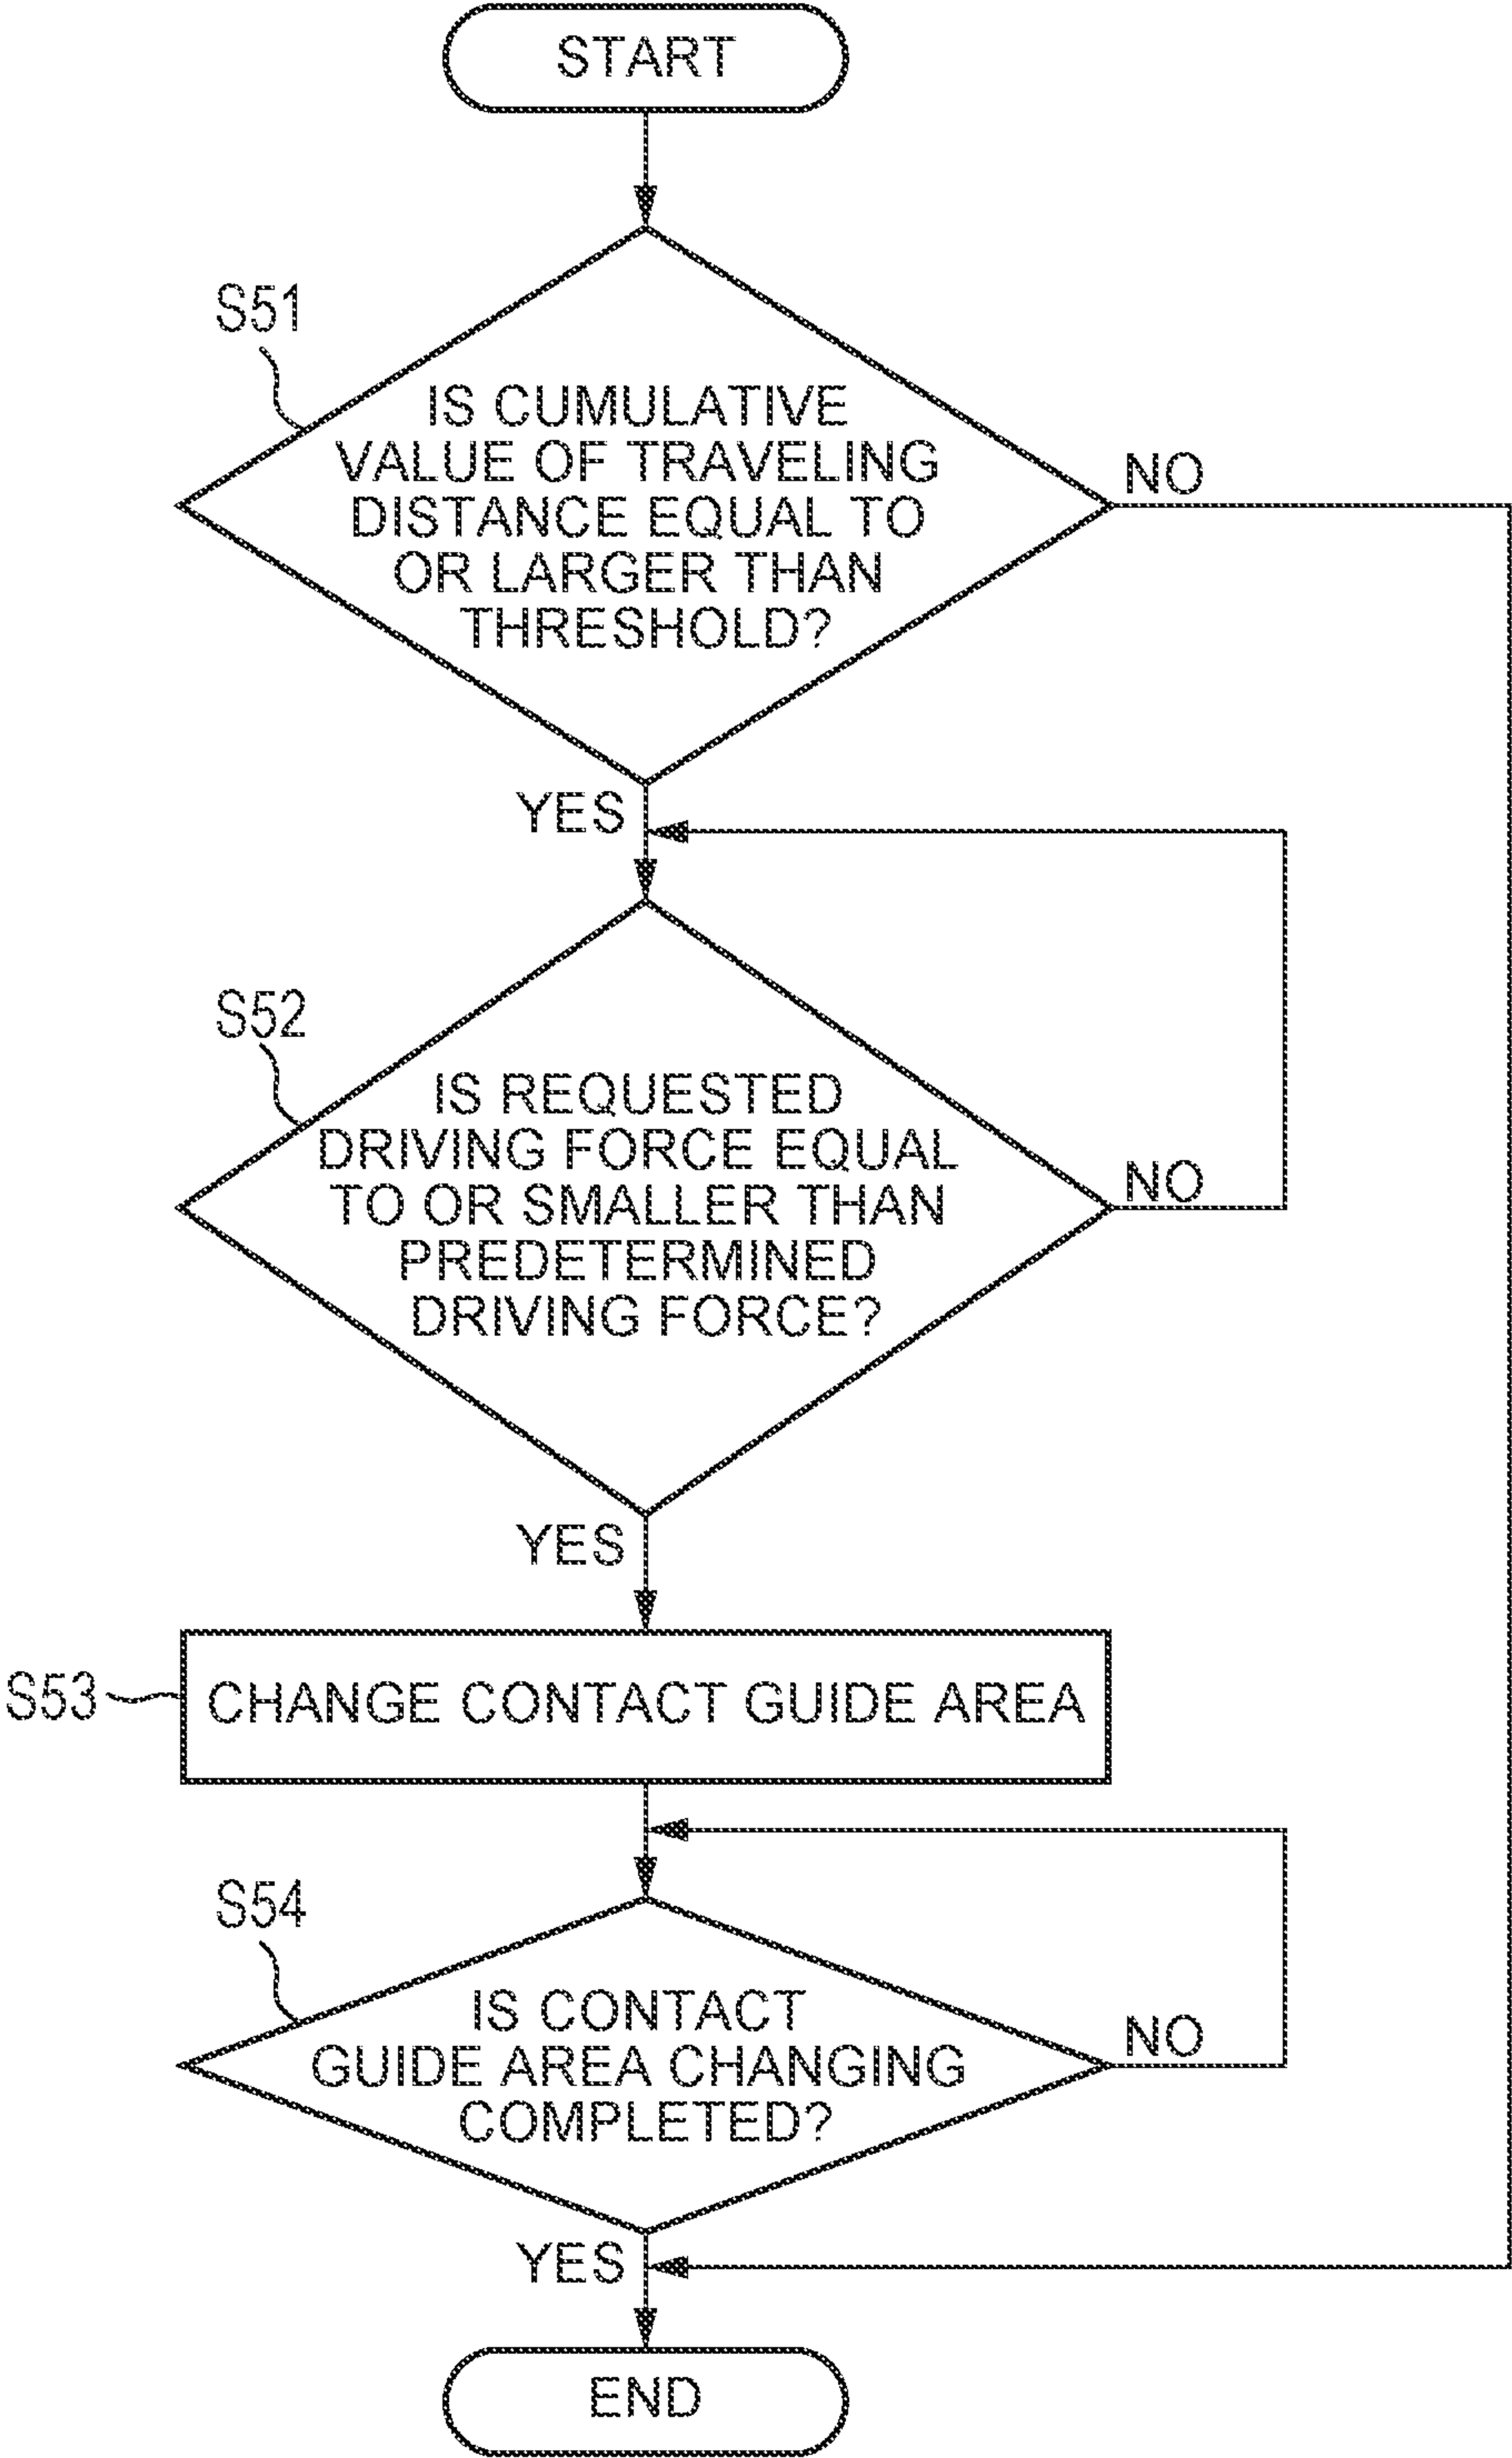 START
S51
IS CUMULATIVE
VALUE OF TRAVELING
DISTANCE EQUAL TO
OR LARGER THAN
THRESHOLD?
NO
YES
S52
IS REQUESTED
DRIVING FORCE EQUAL
TO OR SMALLER THAN
PREDETERMINED
DRIVING FORCE?
NO
YES
S53
CHANGE CONTACT GUIDE AREA
S54
IS CONTACT
GUIDE AREA CHANGING
COMPLETED?
NO
YES
END